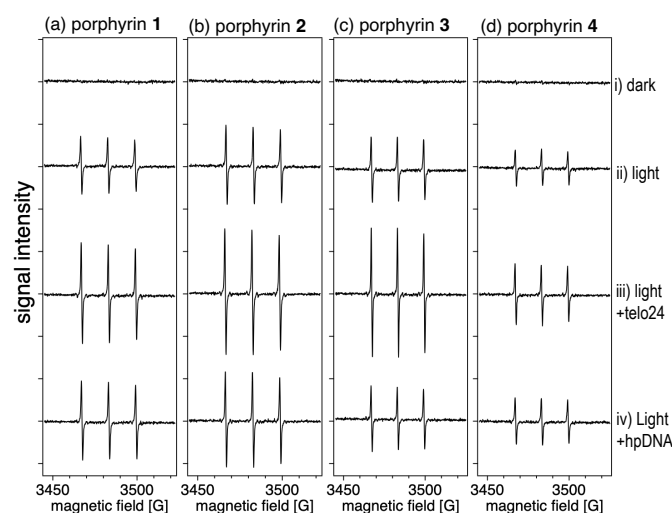 (a) porphyrin 1
(b) porphyrin 2
(c) porphyrin 3
(d) porphyrin 4
i) dark
ii) light
signal intensity
iii) light
+telo24
iv) Light
+hpDNA
3450 3500
3450 3500
3450 3500
3450 3500
magnetic field [G]
magnetic field [G]
magnetic field [G]
magnetic field [G]